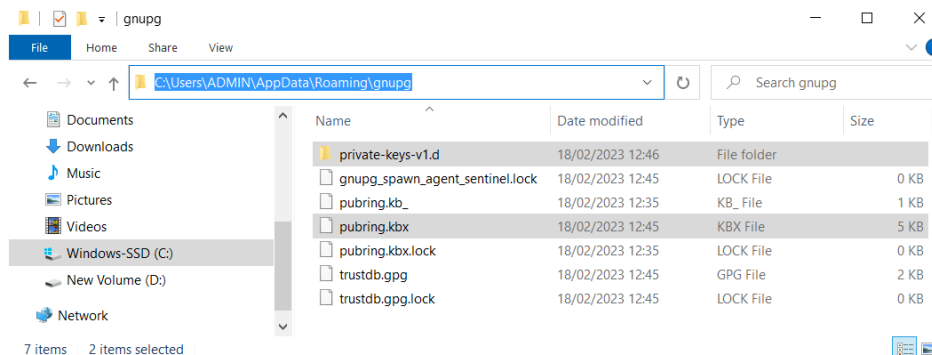 gnupg
File Home Share View
C:\Users\ADMIN\AppData\Roaming\gnupg Search gnupg
Documents
Downloads
Music
Pictures
Videos
Windows-SSD (C:)
New Volume (D:)
Network
Name Date modified Type Size
private-keys-v1.d 18/02/2023 12:46 File folder
gnupg_spawn_agent_sentinel.lock 18/02/2023 12:45 LOCK File 0 KB
pubring.kb_ 18/02/2023 12:35 KB_ File 1 KB
pubring.kbx 18/02/2023 12:45 KBX File 5 KB
pubring.kbx.lock 18/02/2023 12:35 LOCK File 0 KB
trustdb.gpg 18/02/2023 12:45 GPG File 2 KB
trustdb.gpg.lock 18/02/2023 12:45 LOCK File 0 KB
7 items 2 items selected